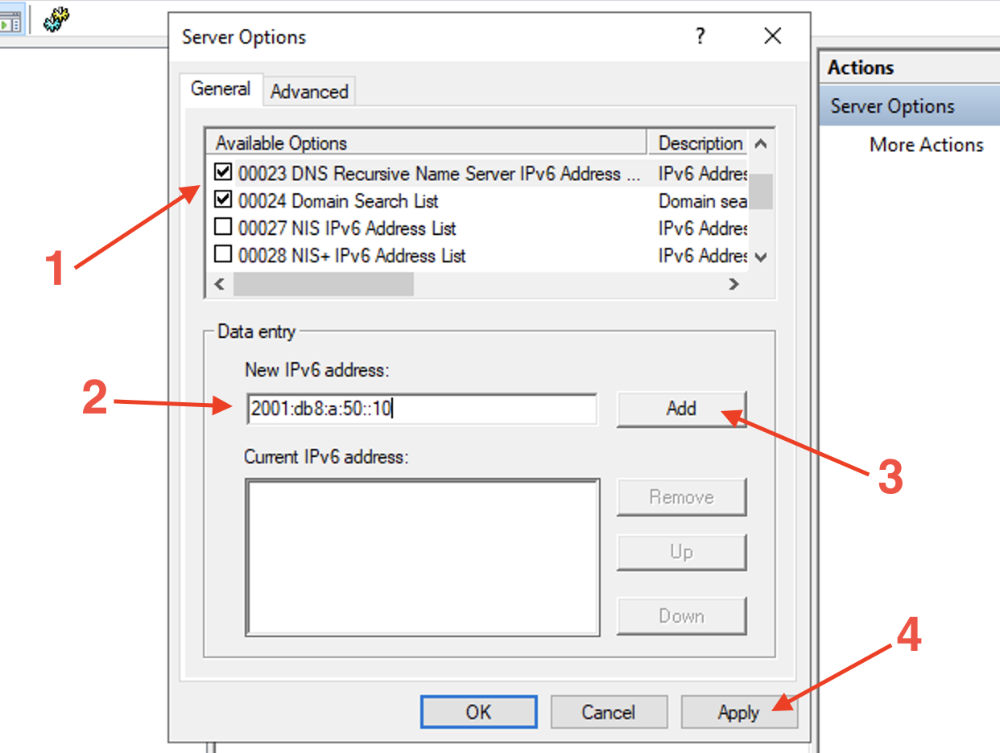 Server Options
?
General
Advanced
Actions
Server Options
More Actions
Available Options
Description
00023 DNS Recursive Name Server IPv6 Address ...
IPv6 Addres
00024 Domain Search List
Domain sea
00027 NIS IPv6 Address List
IPv6 Addres
00028 NIS+ IPv6 Address List
IPv6 Addres
1
Data entry
New IPv6 address:
2
2001:db8:a:50::10
Add
Current IPv6 address:
3
Remove
Up
Down
4
OK
Cancel
Apply